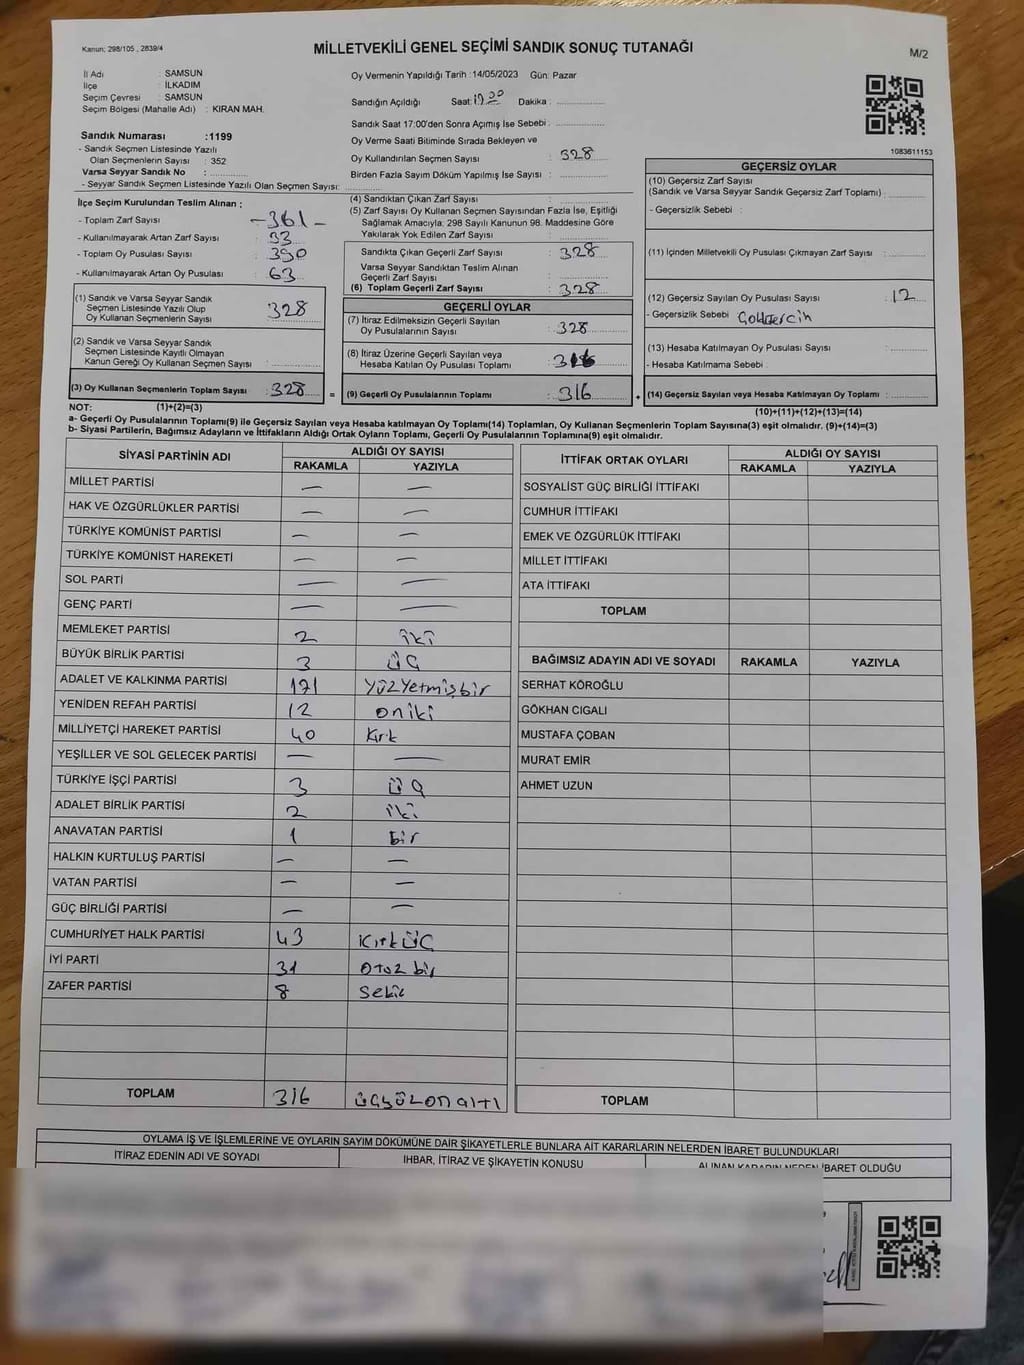 Kanun; 298/105 , 2839/4
MİLLETVEKİLİ GENEL SEÇİMİ SANDIK SONUÇ TUTANAĞI
M/2
İl Adı : SAMSUN
İlçe : İLKADIM
Seçim Çevresi : SAMSUN
Seçim Bölgesi (Mahalle Adı) : KIRAN MAH.
Sandık Numarası :1199
- Sandık Seçmen Listesinde Yazılı
Olan Seçmenlerin Sayısı : 352
Varsa Seyyar Sandık No :
- Seyyar Sandık Seçmen Listesinde Yazılı Olan Seçmen Sayısı:
Oy Vermenin Yapıldığı Tarih :14/05/2023 Gün: Pazar
Sandığın Açıldığı Saat: Dakika :
Sandık Saat 17:00'den Sonra Açımış İse Sebebi :
Oy Verme Saati Bitiminde Sırada Bekleyen ve
Oy Kullandırılan Seçmen Sayısı : 328
Birden Fazla Sayım Döküm Yapılmış İse Sayısı :
1083611153
İlçe Seçim Kurulundan Teslim Alınan :
- Toplam Zarf Sayısı -361-
- Kullanılmayarak Artan Zarf Sayısı : 33
- Toplam Oy Pusulası Sayısı : 390
- Kullanılmayarak Artan Oy Pusulası : 63
(1) Sandık ve Varsa Seyyar Sandık
Seçmen Listesinde Yazılı Olup
Oy Kullanan Seçmenlerin Sayısı : 328
(2) Sandık ve Varsa Seyyar Sandık
Seçmen Listesinde Kayıtlı Olmayan
Kanun Gereği Oy Kullanan Seçmen Sayısı :
(3) Oy Kullanan Seçmenlerin Toplam Sayısı : 328 =
(4) Sandıktan Çıkan Zarf Sayısı :
(5) Zarf Sayısı Oy Kullanan Seçmen Sayısından Fazla İse, Eşitliği
Sağlamak Amacıyla; 298 Sayılı Kanunun 98. Maddesine Göre
Yakılarak Yok Edilen Zarf Sayısı :
Sandıkta Çıkan Geçerli Zarf Sayısı : 328
Varsa Seyyar Sandıktan Teslim Alınan
Geçerli Zarf Sayısı :
(6) Toplam Geçerli Zarf Sayısı : 328
GEÇERLİ OYLAR
(7) İtiraz Edilmeksizin Geçerli Sayılan
Oy Pusulalarının Sayısı : 328
(8) İtiraz Üzerine Geçerli Sayılan veya
Hesaba Katılan Oy Pusulası Toplamı : 316
(9) Geçerli Oy Pusulalarının Toplamı : 316 +
GEÇERSİZ OYLAR
(10) Geçersiz Zarf Sayısı
(Sandık ve Varsa Seyyar Sandık Geçersiz Zarf Toplamı) :
- Geçersizlik Sebebi :
(11) İçinden Milletvekili Oy Pusulası Çıkmayan Zarf Sayısı :
(12) Geçersiz Sayılan Oy Pusulası Sayısı : 12
- Geçersizlik Sebebi
(13) Hesaba Katılmayan Oy Pusulası Sayısı :
- Hesaba Katılmama Sebebi :
(14) Geçersiz Sayılan veya Hesaba Katılmayan Oy Toplamı :
NOT: (1)+(2)=(3)
(10)+(11)+(12)+(13)=(14)
a- Geçerli Oy Pusulalarının Toplamı(9) ile Geçersiz Sayılan veya Hesaba katılmayan Oy Toplamı(14) Toplamları, Oy Kullanan Seçmenlerin Toplam Sayısına(3) eşit olmalıdır. (9)+(14)=(3)
b- Siyasi Partilerin, Bağımsız Adayların ve İttifakların Aldığı Ortak Oyların Toplamı, Geçerli Oy Pusulalarının Toplamına(9) eşit olmalıdır.
SİYASİ PARTİNİN ADI ALDIĞI OY SAYISI
RAKAMLA YAZIYLA
MİLLET PARTİSİ — —
HAK VE ÖZGÜRLÜKLER PARTİSİ — —
TÜRKİYE KOMÜNİST PARTİSİ — —
TÜRKİYE KOMÜNİST HAREKETİ — —
SOL PARTİ — —
GENÇ PARTİ — —
MEMLEKET PARTİSİ 2 iki
BÜYÜK BİRLİK PARTİSİ 3 üç
ADALET VE KALKINMA PARTİSİ 171 yüzyetmişbir
YENİDEN REFAH PARTİSİ 12 oniki
MİLLİYETÇİ HAREKET PARTİSİ 40 kırk
YEŞİLLER VE SOL GELECEK PARTİSİ — —
TÜRKİYE İŞÇİ PARTİSİ 3 üç
ADALET BİRLİK PARTİSİ 2 iki
ANAVATAN PARTİSİ 1 bir
HALKIN KURTULUŞ PARTİSİ — —
VATAN PARTİSİ — —
GÜÇ BİRLİĞİ PARTİSİ — —
CUMHURİYET HALK PARTİSİ 43 kırküç
İYİ PARTİ 31 otuz bir
ZAFER PARTİSİ 8 sekiz
TOPLAM 316 üçyüzonaltı
İTTİFAK ORTAK OYLARI ALDIĞI OY SAYISI
RAKAMLA YAZIYLA
SOSYALİST GÜÇ BİRLİĞİ İTTİFAKI
CUMHUR İTTİFAKI
EMEK VE ÖZGÜRLÜK İTTİFAKI
MİLLET İTTİFAKI
ATA İTTİFAKI
TOPLAM
BAĞIMSIZ ADAYIN ADI VE SOYADI RAKAMLA YAZIYLA
SERHAT KÖROĞLU
GÖKHAN CIGALI
MUSTAFA ÇOBAN
MURAT EMİR
AHMET UZUN
TOPLAM
OYLAMA İŞ VE İŞLEMLERİNE VE OYLARIN SAYIM DÖKÜMÜNE DAİR ŞİKAYETLERLE BUNLARA AİT KARARLARIN NELERDEN İBARET BULUNDUKLARI
İTİRAZ EDENİN ADI VE SOYADI İHBAR, İTİRAZ VE ŞİKAYETİN KONUSU ALINAN KARARIN NEDEN İBARET OLDUĞU